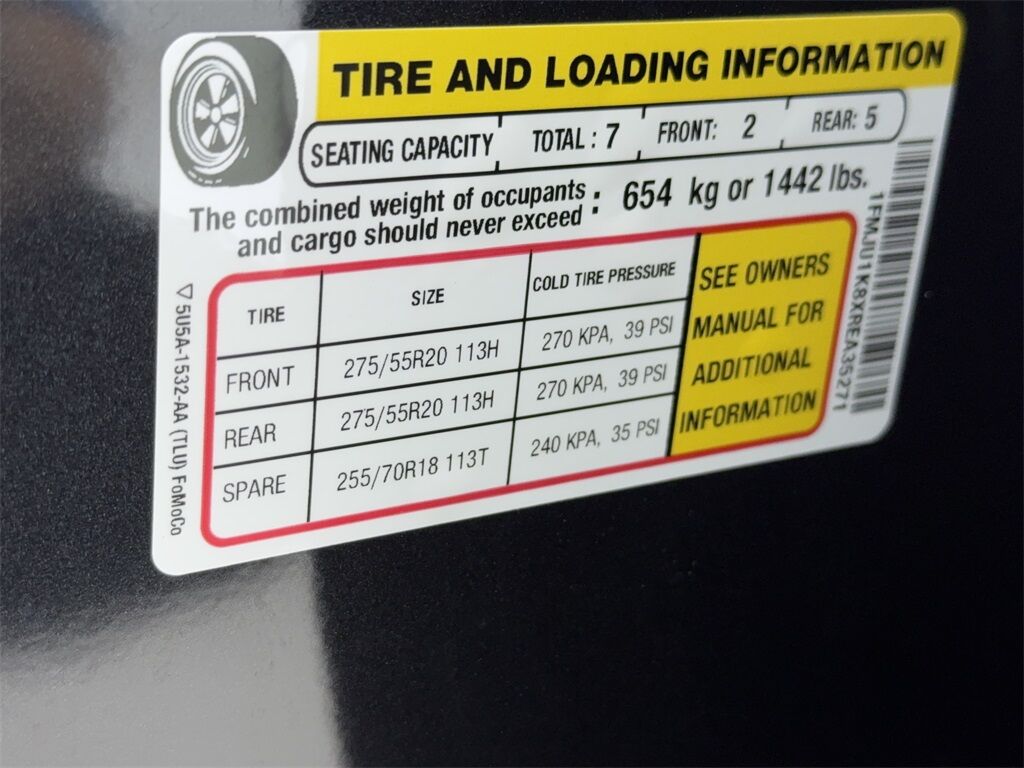 TIRE AND LOADING INFORMATION
SEATING CAPACITY TOTAL : 7 FRONT: 2 REAR: 5
The combined weight of occupants
and cargo should never exceed : 654 kg or 1442 lbs.
TIRE SIZE COLD TIRE PRESSURE
FRONT 275/55R20 113H 270 KPA, 39 PSI
REAR 275/55R20 113H 270 KPA, 39 PSI
SPARE 255/70R18 113T 240 KPA, 35 PSI
SEE OWNERS
MANUAL FOR
ADDITIONAL
INFORMATION
5U5A-1532-AA (TLU) FoMoCo
1FMJU1K8XREA35271